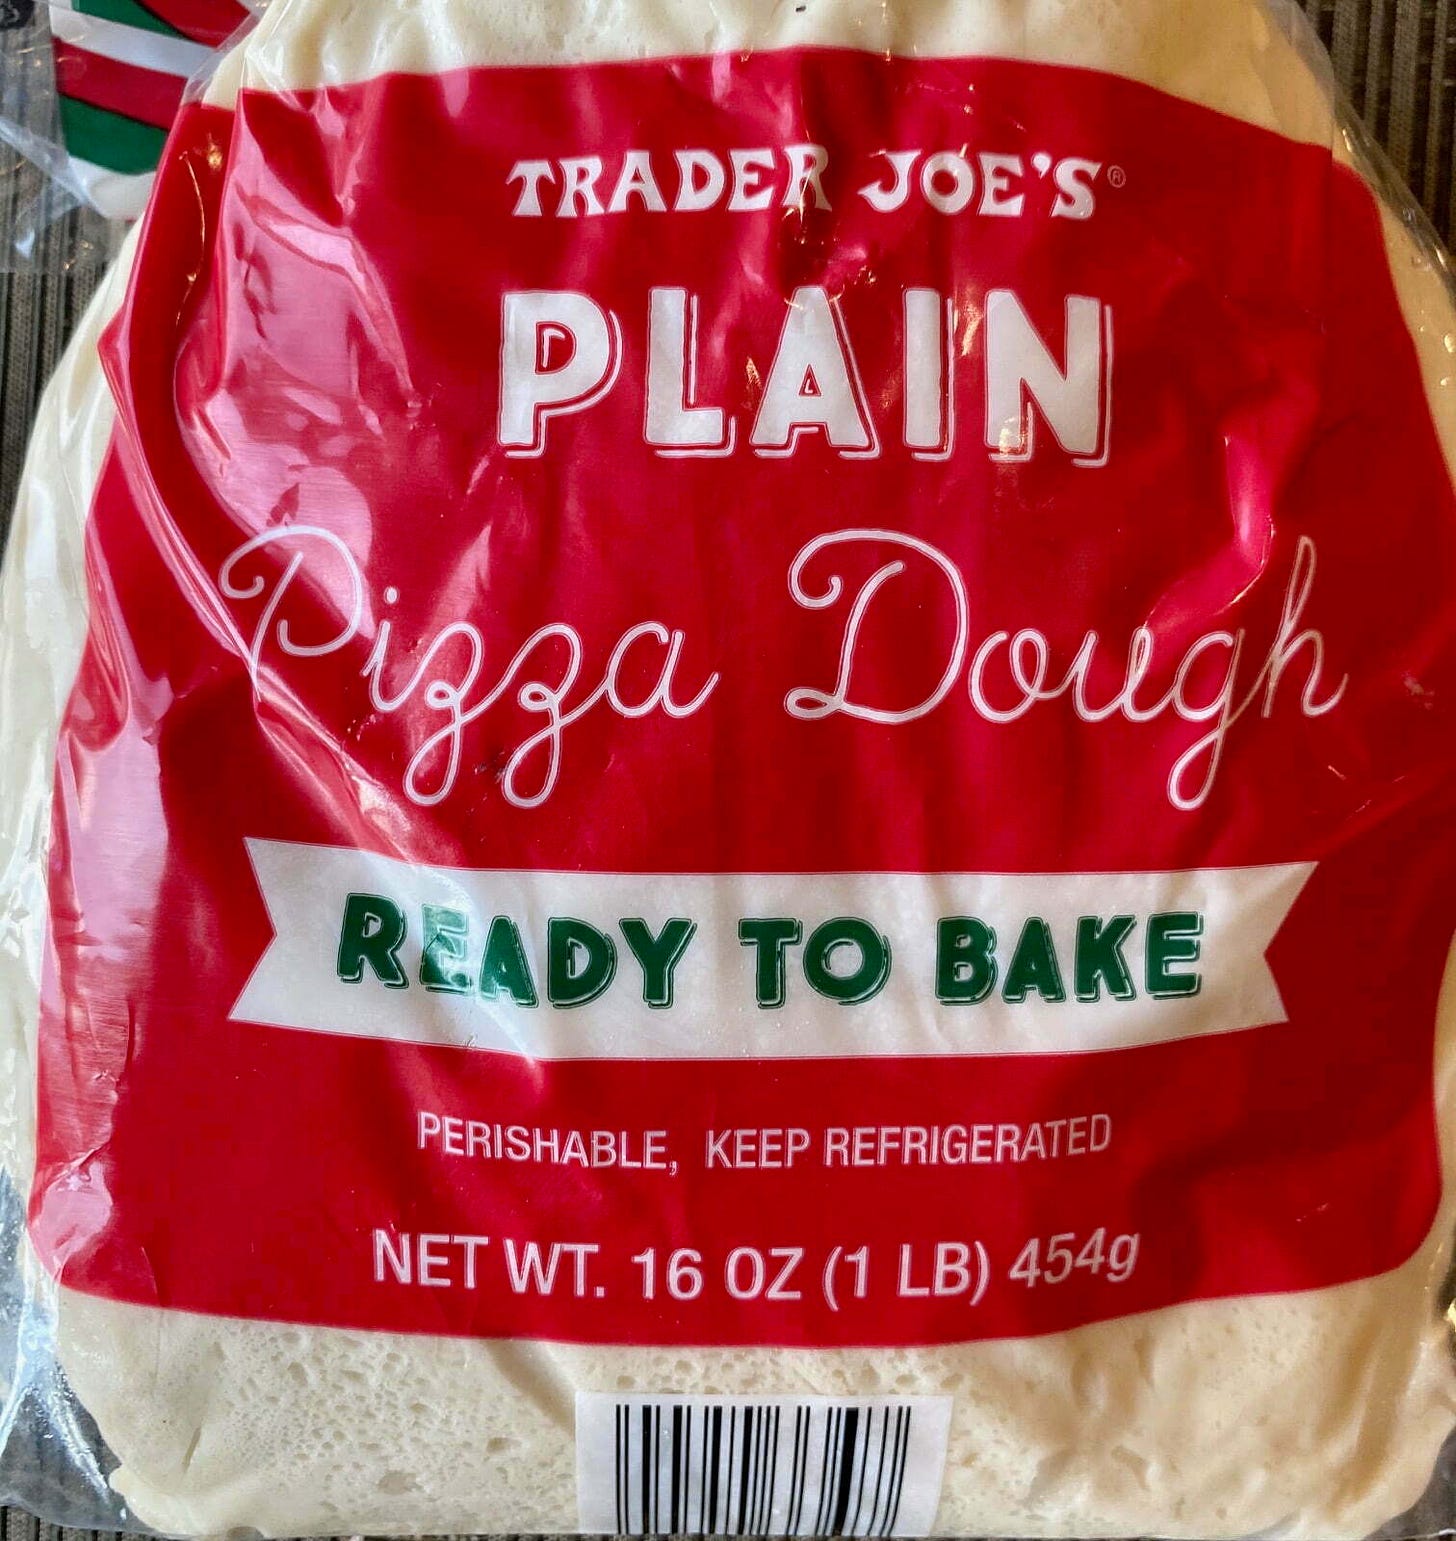 TRADER JOE'S®
PLAIN
Pizza Dough
READY TO BAKE
PERISHABLE, KEEP REFRIGERATED
NET WT. 16 OZ (1 LB) 454g